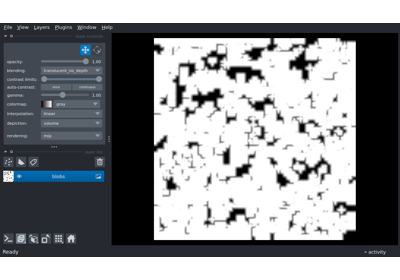 File View Layers Plugins Window Help
opacity: 1.00
blending: translucent_no_depth
contrast limits:
auto-contrast: once continuous
gamma: 1.00
colormap: gray
interpolation: linear
depiction: volume
rendering: mip
blobs
Ready
activity